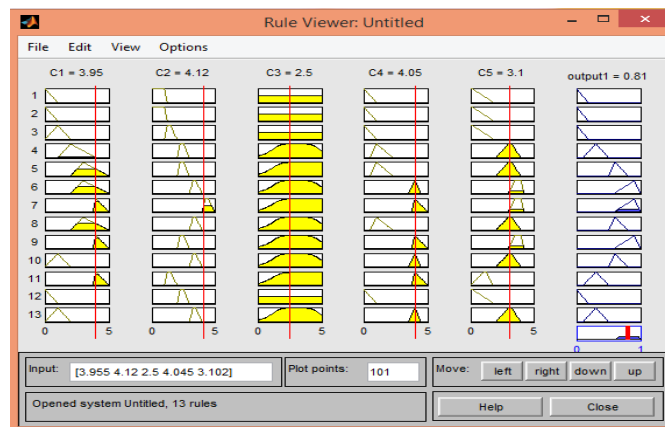 Rule Viewer: Untitled
File Edit View Options
C1 = 3.95 C2 = 4.12 C3 = 2.5 C4 = 4.05 C5 = 3.1 output1 = 0.81
1
2
3
4
5
6
7
8
9
10
11
12
13
0 5 0 5 0 5 0 5 0 5
0 1
Input: [3.955 4.12 2.5 4.045 3.102] Plot points: 101 Move: left right down up
Opened system Untitled, 13 rules Help Close